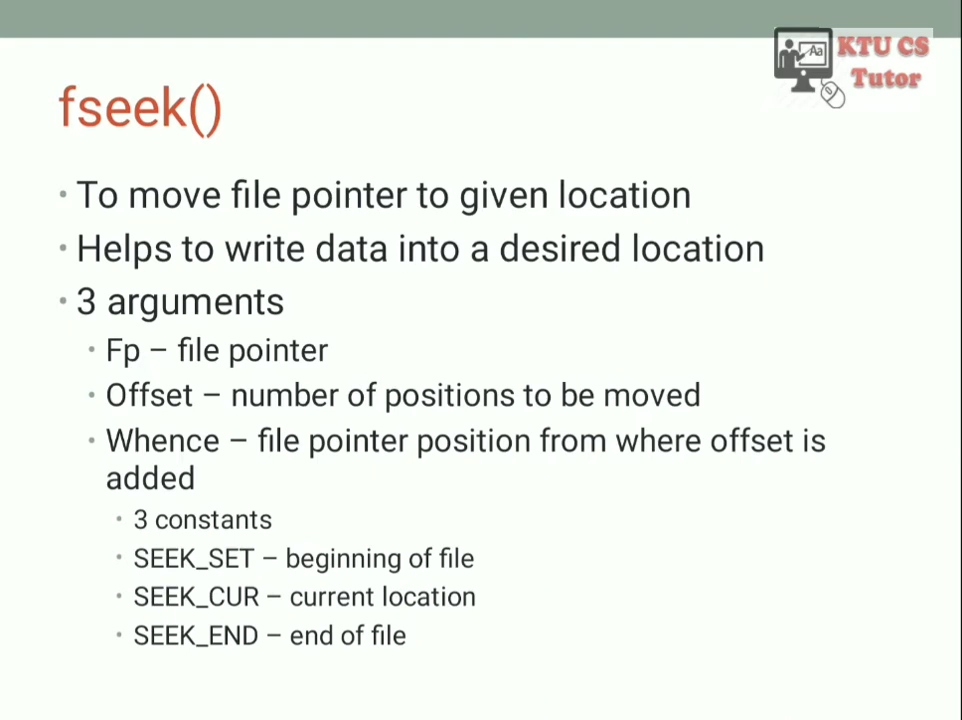 KTU CS
Tutor
Aa
fseek()
• To move file pointer to given location
• Helps to write data into a desired location
• 3 arguments
• Fp – file pointer
• Offset – number of positions to be moved
• Whence – file pointer position from where offset is
added
• 3 constants
• SEEK_SET – beginning of file
• SEEK_CUR – current location
• SEEK_END – end of file